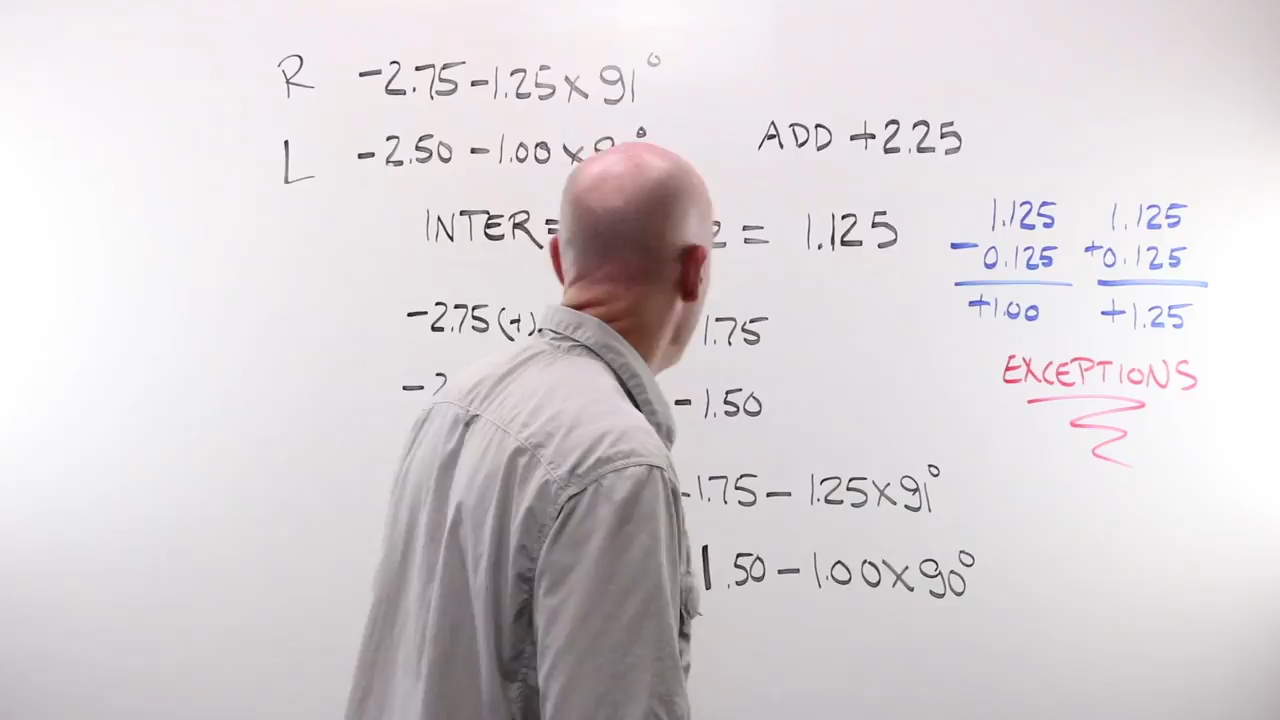 R -2.75 -1.25 x 91°
L -2.50 -1.00 x
ADD +2.25
INTER = 2 = 1.125
-2.75 (+) 1.75
- -1.50
-1.75 - 1.25 x 91°
1.50 - 1.00 x 90°
1.125 1.125
- 0.125 +0.125
+1.00 +1.25
EXCEPTIONS